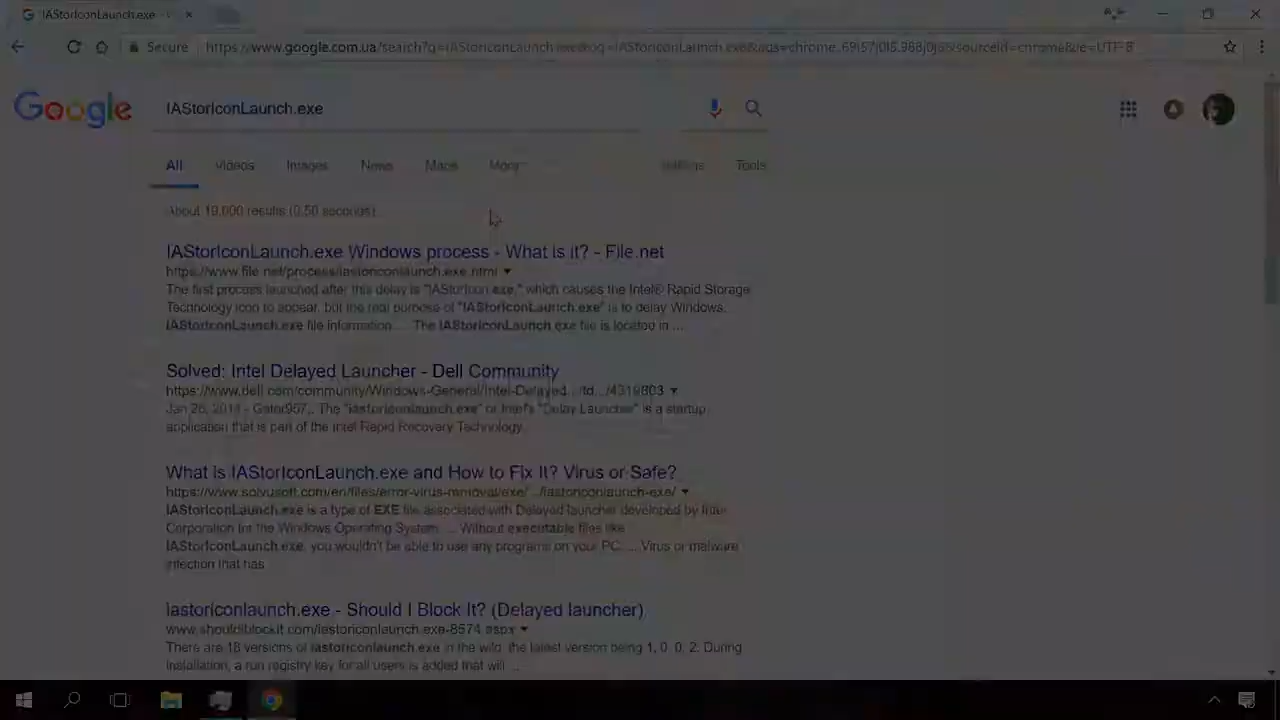 IAStorIconLaunch.exe - 
Secure https://www.google.com.ua/search?q=IAStorIconLaunch.exe&oq=IAStorIconLaunch.exe&aqs=chrome..69i57j0l5.968j0j8&sourceid=chrome&ie=UTF-8
Google IAStorIconLaunch.exe
All Videos Images News Maps More Settings Tools
About 19,600 results (0.50 seconds)
IAStorIconLaunch.exe Windows process - What is it? - File.net
https://www.file.net/process/iastoriconlaunch.exe.html
The first process launched after this delay is "IAStorIcon.exe," which causes the Intel® Rapid Storage
Technology icon to appear, but the real purpose of "IAStorIconLaunch.exe" is to delay Windows.
IAStorIconLaunch.exe file information ... The IAStorIconLaunch.exe file is located in ...
Solved: Intel Delayed Launcher - Dell Community
https://www.dell.com/community/Windows-General/Intel-Delayed.../td.../4319803
Jan 26, - Gater957,. The "iastoriconlaunch.exe" or Intel's "Delay Launcher" is a startup
application that is part of the Intel Rapid Recovery Technology.
What is IAStorIconLaunch.exe and How to Fix It? Virus or Safe?
https://www.solvusoft.com/en/files/error-virus-removal/exe/.../iastoriconlaunch-exe/
IAStorIconLaunch.exe is a type of EXE file associated with Delayed launcher developed by Intel
Corporation for the Windows Operating System. ... Without executable files like
IAStorIconLaunch.exe, you wouldn't be able to use any programs on your PC. ... Virus or malware
infection that has
iastoriconlaunch.exe - Should I Block It? (Delayed launcher)
www.shouldiblockit.com/iastoriconlaunch.exe-8574.aspx
There are 18 versions of iastoriconlaunch.exe in the wild, the latest version being 1, 0, 0, 2. During
installation, a run registry key for all users is added that will ...